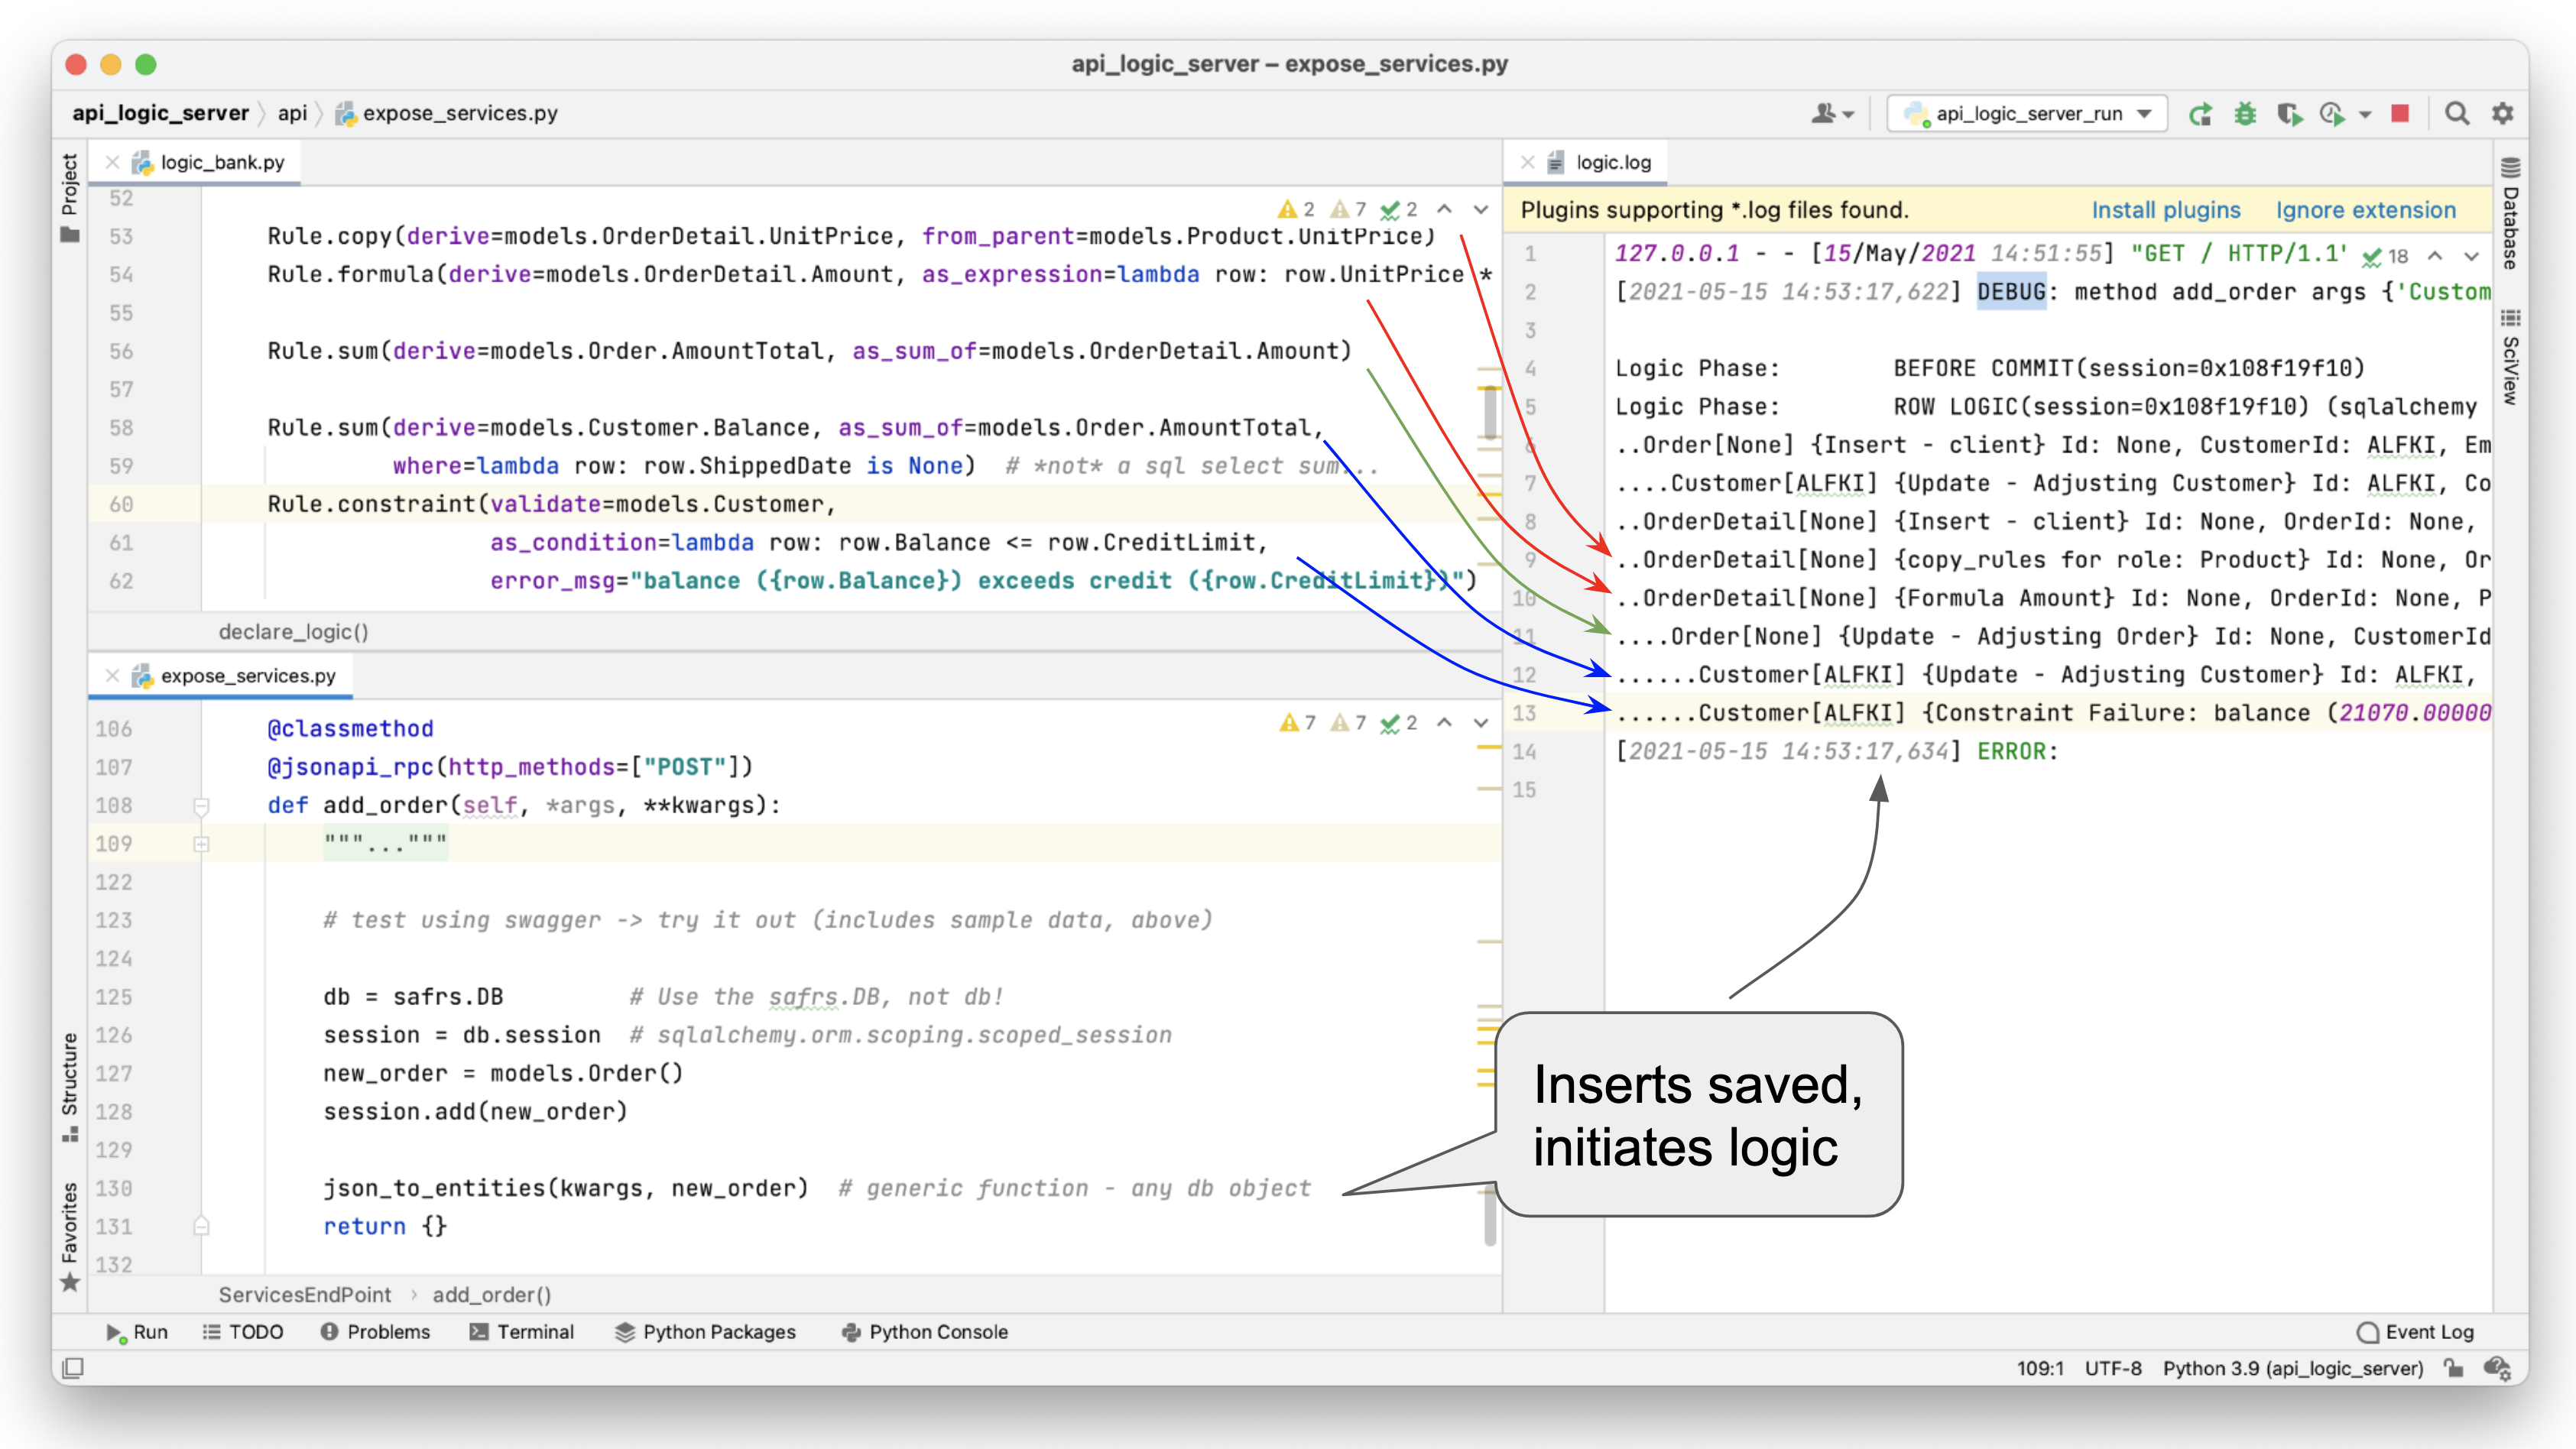 api_logic_server – expose_services.py
api_logic_server 〉 api 〉 expose_services.py
api_logic_server_run
Project
logic_bank.py
2 7 2
52
53 Rule.copy(derive=models.OrderDetail.UnitPrice, from_parent=models.Product.UnitPrice)
54 Rule.formula(derive=models.OrderDetail.Amount, as_expression=lambda row: row.UnitPrice *
55
56 Rule.sum(derive=models.Order.AmountTotal, as_sum_of=models.OrderDetail.Amount)
57
58 Rule.sum(derive=models.Customer.Balance, as_sum_of=models.Order.AmountTotal,
59 where=lambda row: row.ShippedDate is None) # *not* a sql select sum...
60 Rule.constraint(validate=models.Customer,
61 as_condition=lambda row: row.Balance <= row.CreditLimit,
62 error_msg="balance ({row.Balance}) exceeds credit ({row.CreditLimit})")
declare_logic()
expose_services.py
7 7 2
106 @classmethod
107 @jsonapi_rpc(http_methods=["POST"])
108 def add_order(self, *args, **kwargs):
109 """..."""
122
123 # test using swagger -> try it out (includes sample data, above)
124
125 db = safrs.DB # Use the safrs.DB, not db!
126 session = db.session # sqlalchemy.orm.scoping.scoped_session
127 new_order = models.Order()
128 session.add(new_order)
129
130 json_to_entities(kwargs, new_order) # generic function - any db object
131 return {}
132
ServicesEndPoint › add_order()
Structure
Favorites
logic.log
Plugins supporting *.log files found. Install plugins Ignore extension
18
1 127.0.0.1 - - [15/May/2021 14:51:55] "GET / HTTP/1.1'
2 [2021-05-15 14:53:17,622] DEBUG: method add_order args {'Custom
3
4 Logic Phase: BEFORE COMMIT(session=0x108f19f10)
5 Logic Phase: ROW LOGIC(session=0x108f19f10) (sqlalchemy
6 ..Order[None] {Insert - client} Id: None, CustomerId: ALFKI, Em
7 ....Customer[ALFKI] {Update - Adjusting Customer} Id: ALFKI, Co
8 ..OrderDetail[None] {Insert - client} Id: None, OrderId: None,
9 ..OrderDetail[None] {copy_rules for role: Product} Id: None, Or
10 ..OrderDetail[None] {Formula Amount} Id: None, OrderId: None, P
11 ....Order[None] {Update - Adjusting Order} Id: None, CustomerId
12 ......Customer[ALFKI] {Update - Adjusting Customer} Id: ALFKI,
13 ......Customer[ALFKI] {Constraint Failure: balance (21070.00000
14 [2021-05-15 14:53:17,634] ERROR:
15
Inserts saved,
initiates logic
Database
SciView
Run TODO Problems Terminal Python Packages Python Console Event Log
109:1 UTF-8 Python 3.9 (api_logic_server)